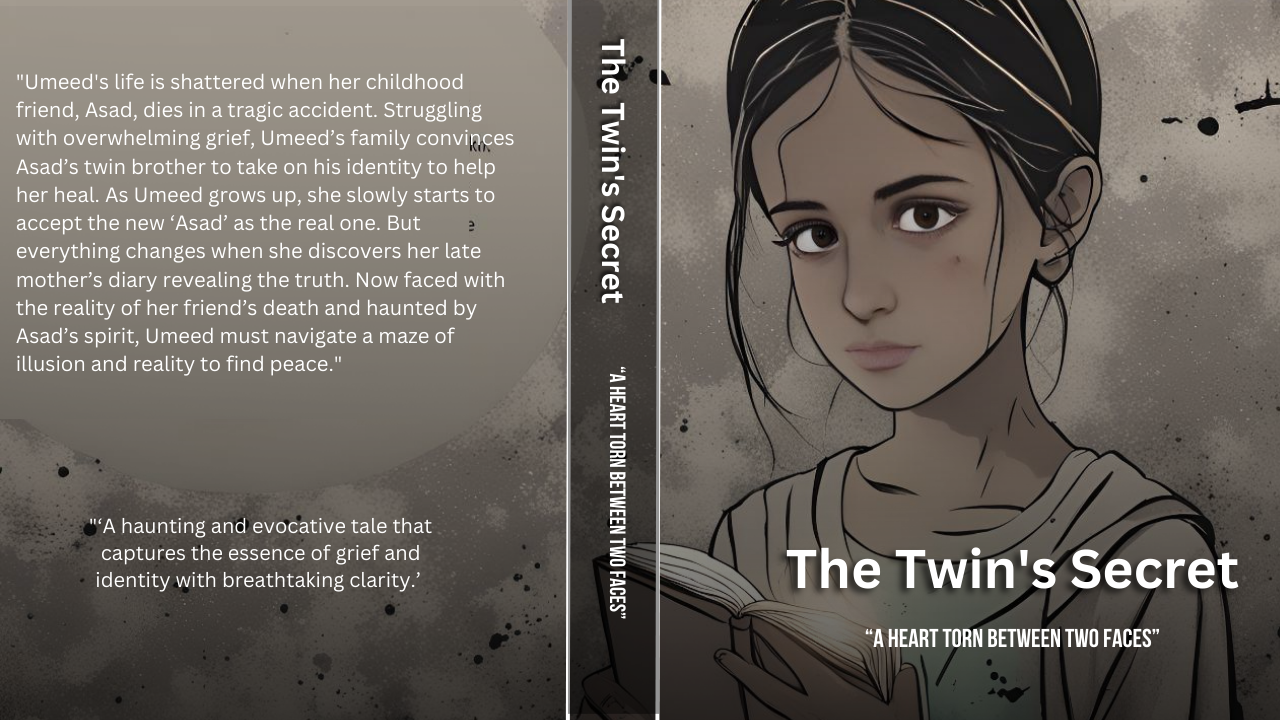 "Umeed's life is shattered when her childhood
friend, Asad, dies in a tragic accident. Struggling
with overwhelming grief, Umeed’s family convinces
Asad’s twin brother to take on his identity to help
her heal. As Umeed grows up, she slowly starts to
accept the new ‘Asad’ as the real one. But
everything changes when she discovers her late
mother’s diary revealing the truth. Now faced with
the reality of her friend’s death and haunted by
Asad’s spirit, Umeed must navigate a maze of
illusion and reality to find peace."
"‘A haunting and evocative tale that
captures the essence of grief and
identity with breathtaking clarity.’
The Twin's Secret
“A HEART TORN BETWEEN TWO FACES”
The Twin's Secret
“A HEART TORN BETWEEN TWO FACES”